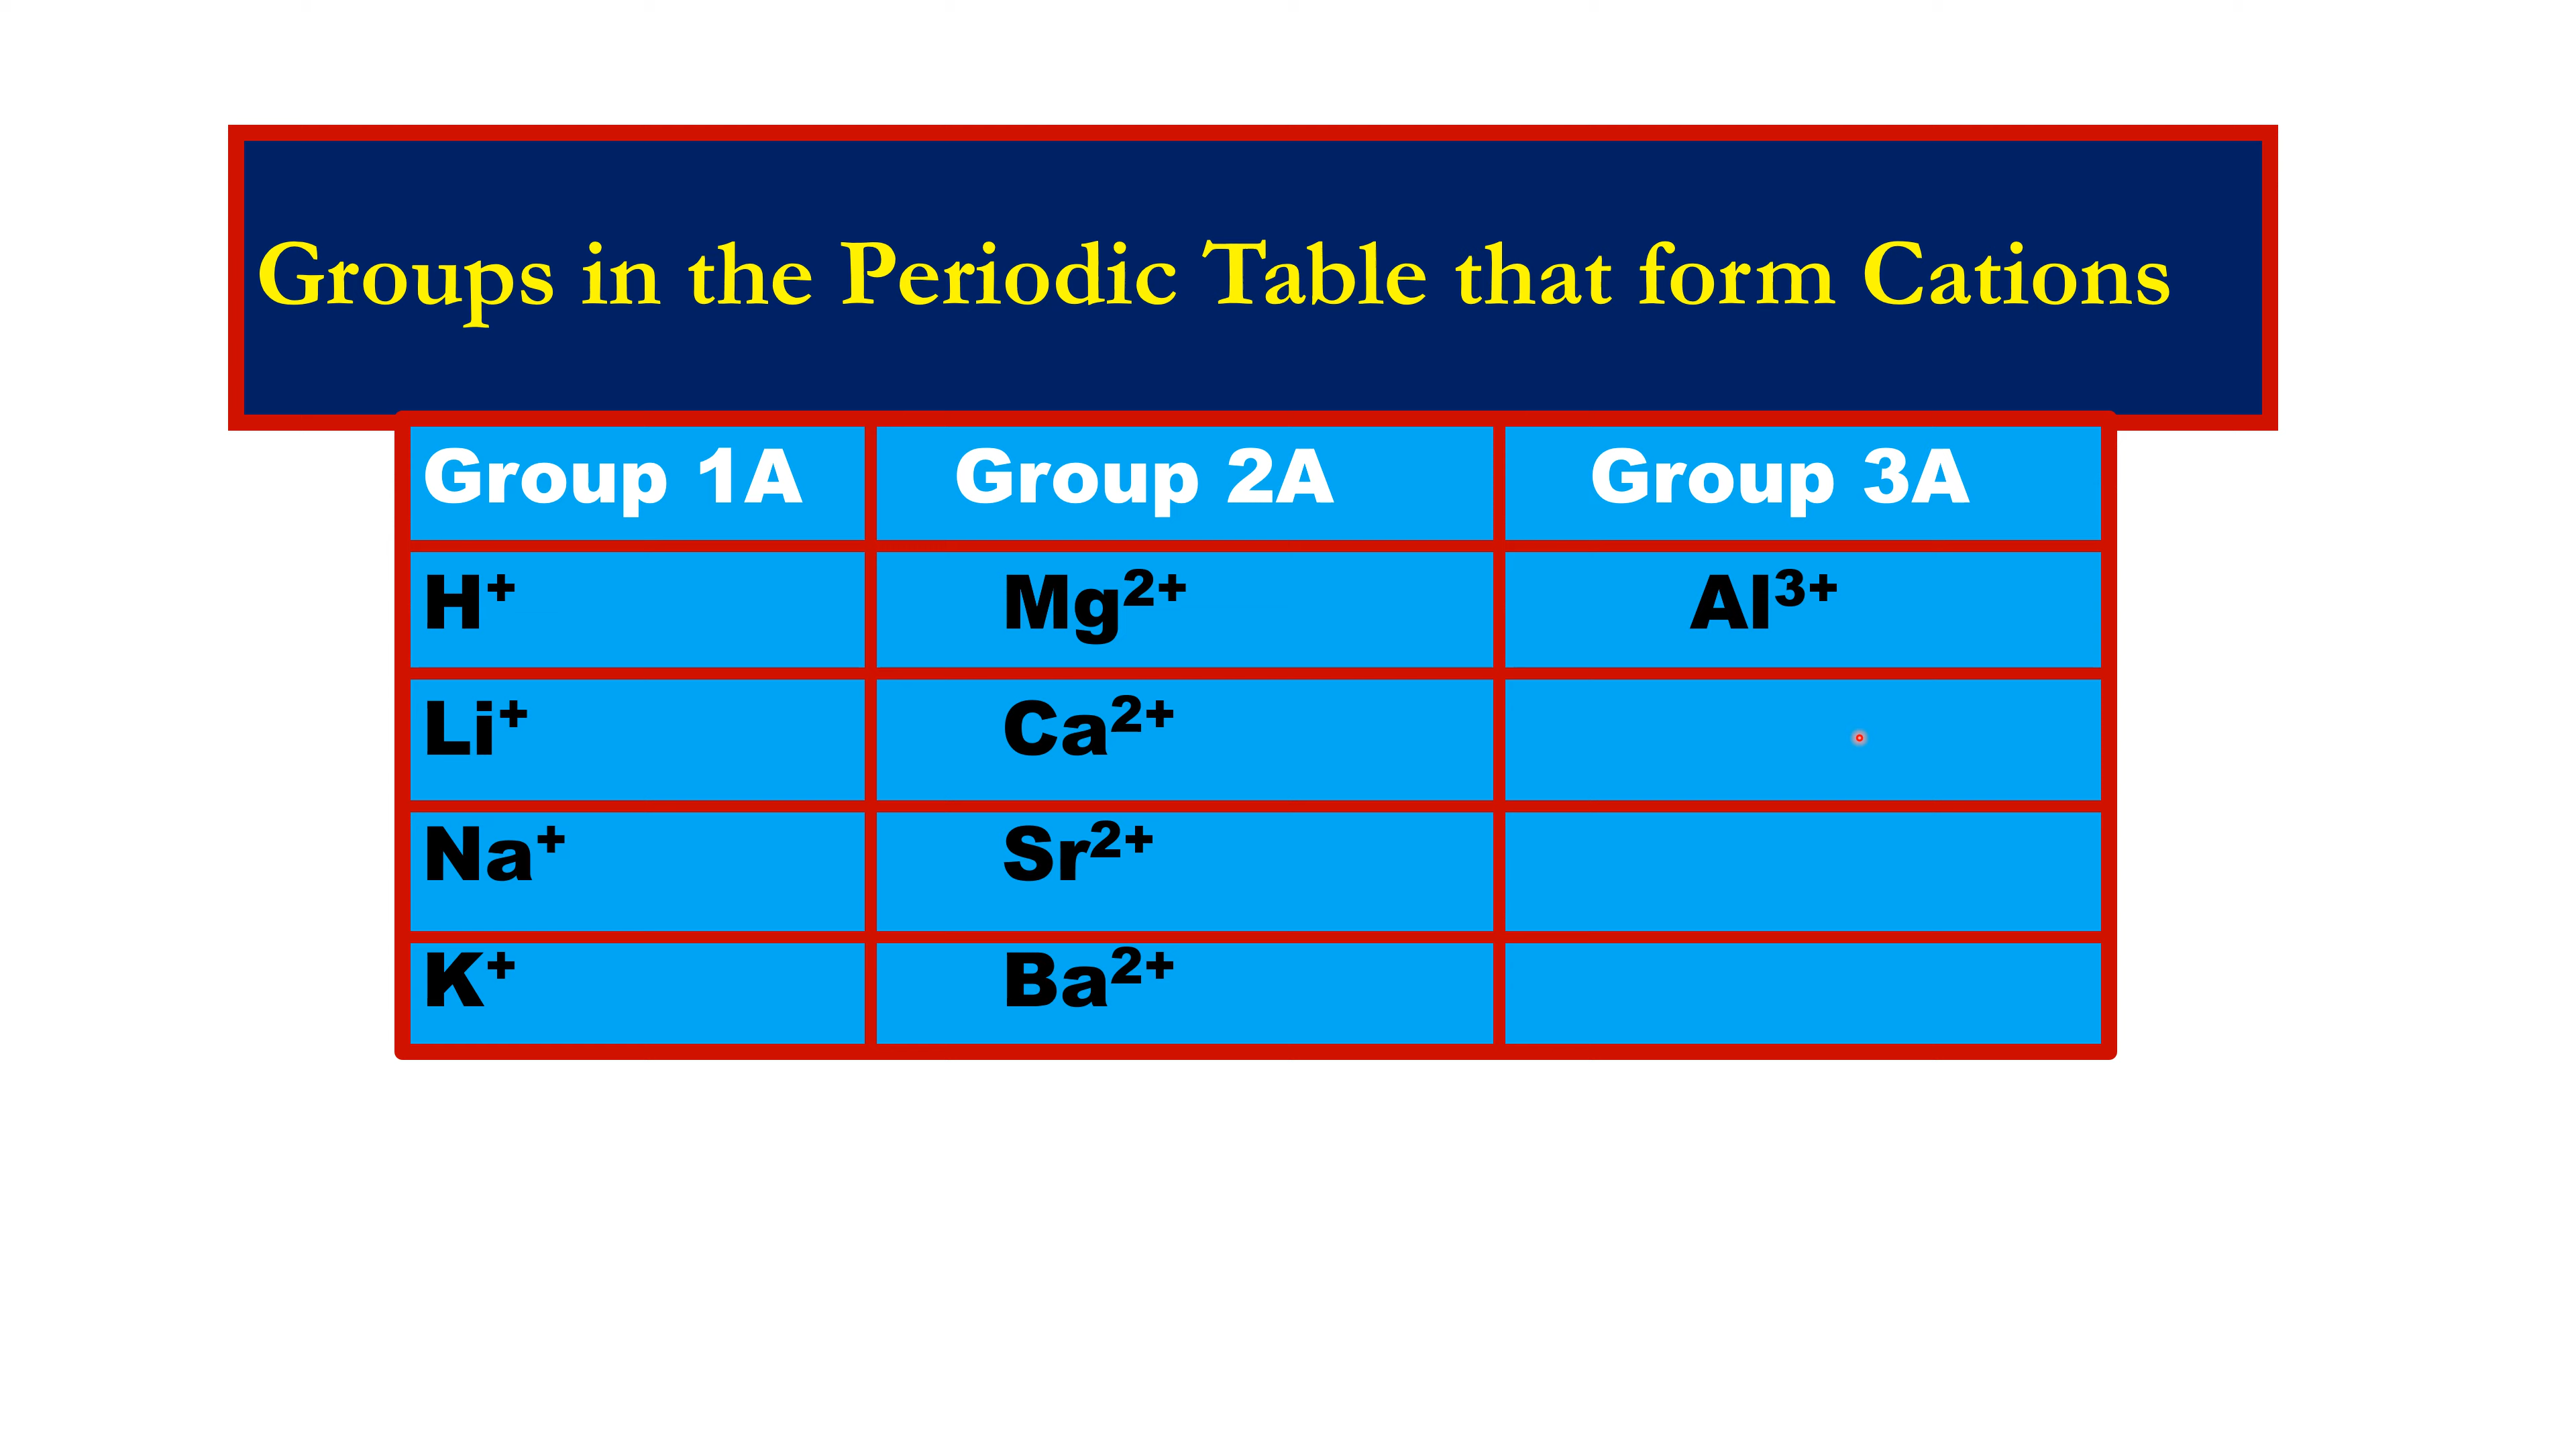 Groups in the Periodic Table that form Cations
Group 1A Group 2A Group 3A
H⁺ Mg²⁺ Al³⁺
Li⁺ Ca²⁺
Na⁺ Sr²⁺
K⁺ Ba²⁺